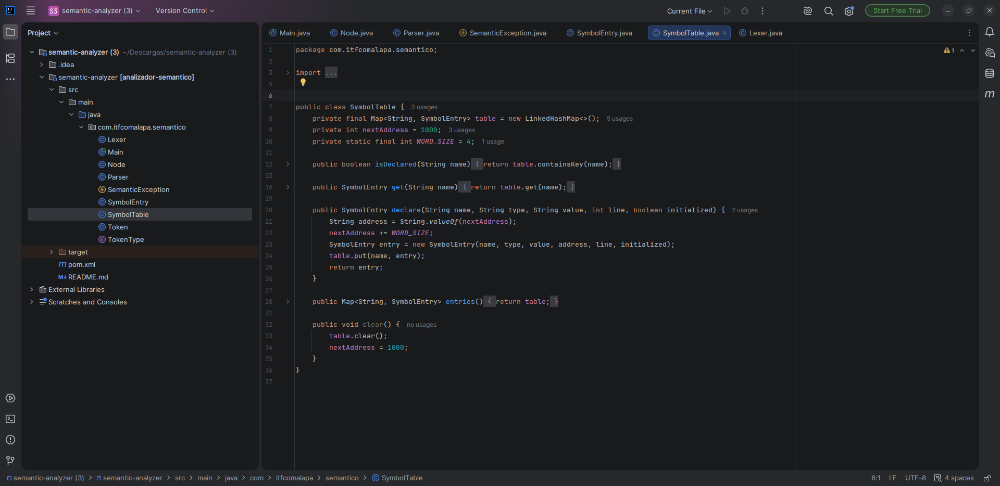 S3 semantic-analyzer (3) Version Control Current File Start Free Trial
Project
semantic-analyzer (3) ~/Descargas/semantic-analyzer (3)
.idea
semantic-analyzer [analizador-semantico]
src
main
java
com.itfcomalapa.semantico
Lexer
Main
Node
Parser
SemanticException
SymbolEntry
SymbolTable
Token
TokenType
target
pom.xml
README.md
External Libraries
Scratches and Consoles
Main.java Node.java Parser.java SemanticException.java SymbolEntry.java SymbolTable.java Lexer.java
1 package com.itfcomalapa.semantico;
2
3 import ...
5
6
7 public class SymbolTable { 3 usages
8 private final Map<String, SymbolEntry> table = new LinkedHashMap<>(); 5 usages
9 private int nextAddress = 1000; 3 usages
10 private static final int WORD_SIZE = 4; 1 usage
11
12 public boolean isDeclared(String name) { return table.containsKey(name); }
15
16 public SymbolEntry get(String name) { return table.get(name); }
19
20 public SymbolEntry declare(String name, String type, String value, int line, boolean initialized) { 2 usages
21 String address = String.valueOf(nextAddress);
22 nextAddress += WORD_SIZE;
23 SymbolEntry entry = new SymbolEntry(name, type, value, address, line, initialized);
24 table.put(name, entry);
25 return entry;
26 }
27
28 public Map<String, SymbolEntry> entries() { return table; }
31
32 public void clear() { no usages
33 table.clear();
34 nextAddress = 1000;
35 }
36 }
37
1
semantic-analyzer (3) > semantic-analyzer > src > main > java > com > itfcomalapa > semantico > SymbolTable 6:1 LF UTF-8 4 spaces